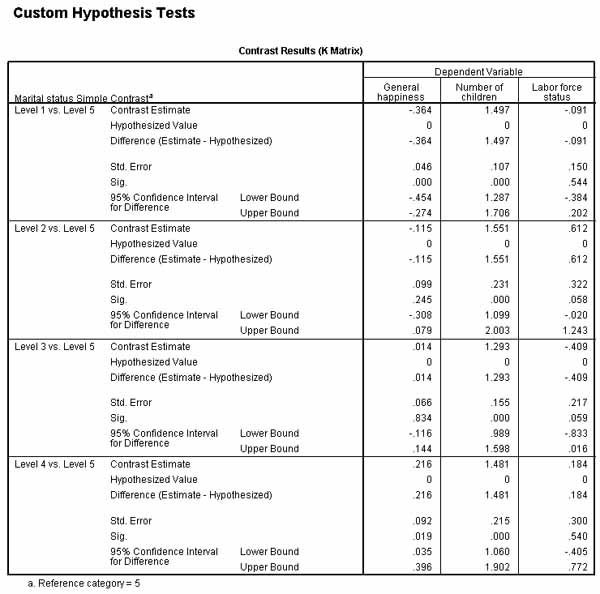 Custom Hypothesis Tests
Contrast Results (K Matrix)
Dependent Variable
Marital status Simple Contrastᵃ General happiness Number of children Labor force status
Level 1 vs. Level 5 Contrast Estimate -.364 1.497 -.091
Hypothesized Value 0 0 0
Difference (Estimate - Hypothesized) -.364 1.497 -.091
Std. Error .046 .107 .150
Sig. .000 .000 .544
95% Confidence Interval for Difference Lower Bound -.454 1.287 -.384
Upper Bound -.274 1.706 .202
Level 2 vs. Level 5 Contrast Estimate -.115 1.551 .612
Hypothesized Value 0 0 0
Difference (Estimate - Hypothesized) -.115 1.551 .612
Std. Error .099 .231 .322
Sig. .245 .000 .058
95% Confidence Interval for Difference Lower Bound -.308 1.099 -.020
Upper Bound .079 2.003 1.243
Level 3 vs. Level 5 Contrast Estimate .014 1.293 -.409
Hypothesized Value 0 0 0
Difference (Estimate - Hypothesized) .014 1.293 -.409
Std. Error .066 .155 .217
Sig. .834 .000 .059
95% Confidence Interval for Difference Lower Bound -.116 .989 -.833
Upper Bound .144 1.598 .016
Level 4 vs. Level 5 Contrast Estimate .216 1.481 .184
Hypothesized Value 0 0 0
Difference (Estimate - Hypothesized) .216 1.481 .184
Std. Error .092 .215 .300
Sig. .019 .000 .540
95% Confidence Interval for Difference Lower Bound .035 1.060 -.405
Upper Bound .396 1.902 .772
a. Reference category = 5